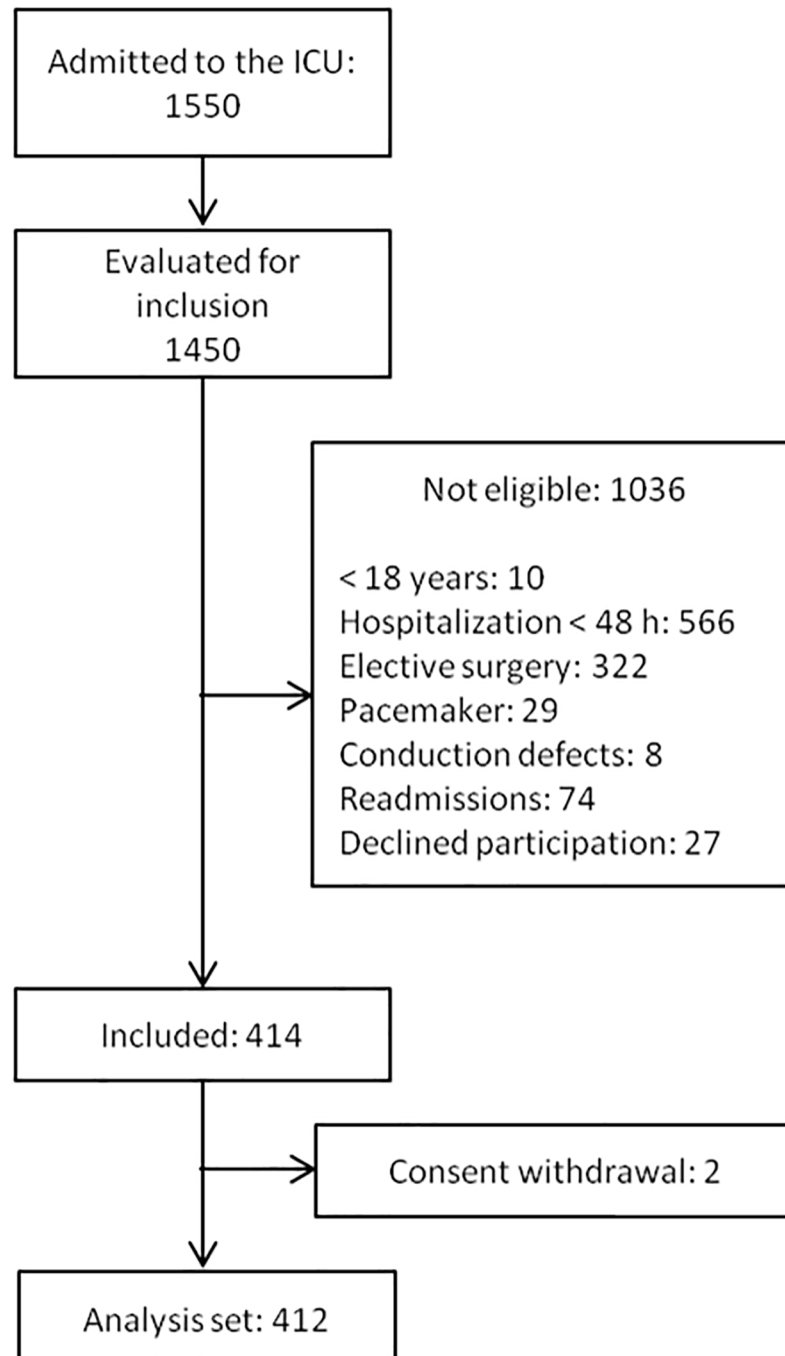 Admitted to the ICU:
1550
Evaluated for
inclusion
1450
Not eligible: 1036
< 18 years: 10
Hospitalization < 48 h: 566
Elective surgery: 322
Pacemaker: 29
Conduction defects: 8
Readmissions: 74
Declined participation: 27
Included: 414
Consent withdrawal: 2
Analysis set: 412